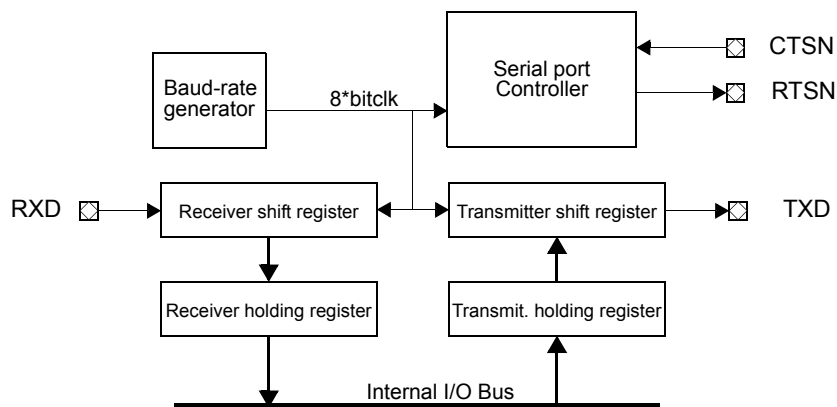 CTSN
Serial port
Controller
Baud-rate
generator
8*bitclk
RTSN
RXD
Receiver shift register
Transmitter shift register
TXD
Receiver holding register
Transmit. holding register
Internal I/O Bus